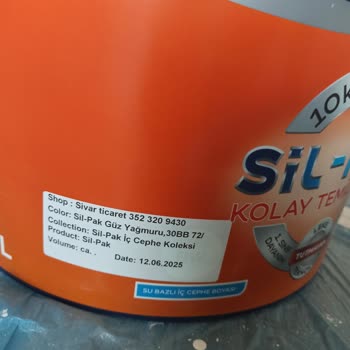 10K
Sil-
KOLAY TEM
Shop : Sivar ticaret 352 320 9430
Color: Sil-Pak Güz Yağmuru,30BB 72/
Collection: Sil-Pak İç Cephe Koleksi
Product: Sil-Pak
Volume: ca. .
Date: 12.06.2025
L
SU BAZLI İÇ CEPHE BOYASI